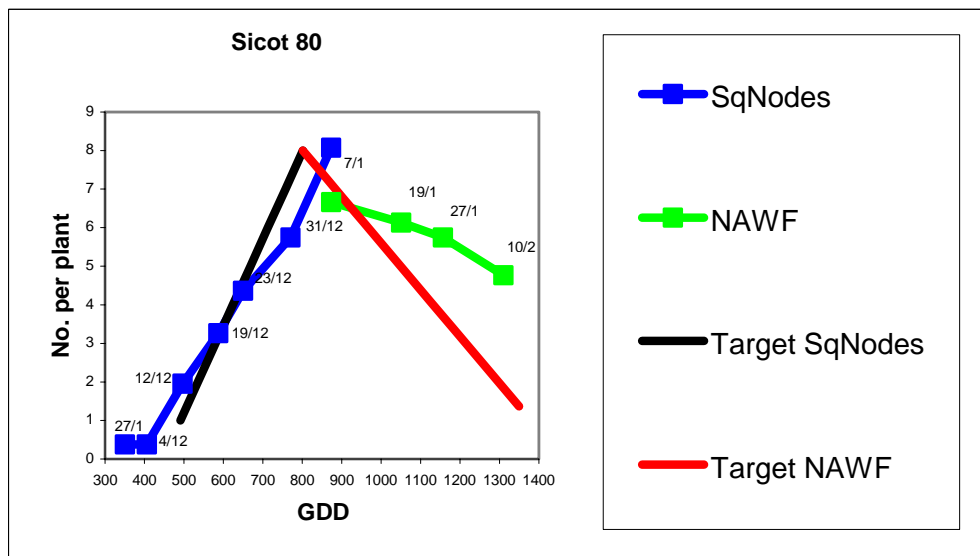 Sicot 80
No. per plant
9
8
7
6
5
4
3
2
1
0
27/1
4/12
12/12
19/12
23/12
31/12
7/1
19/1
27/1
10/2
300 400 500 600 700 800 900 1000 1100 1200 1300 1400
GDD
SqNodes
NAWF
Target SqNodes
Target NAWF